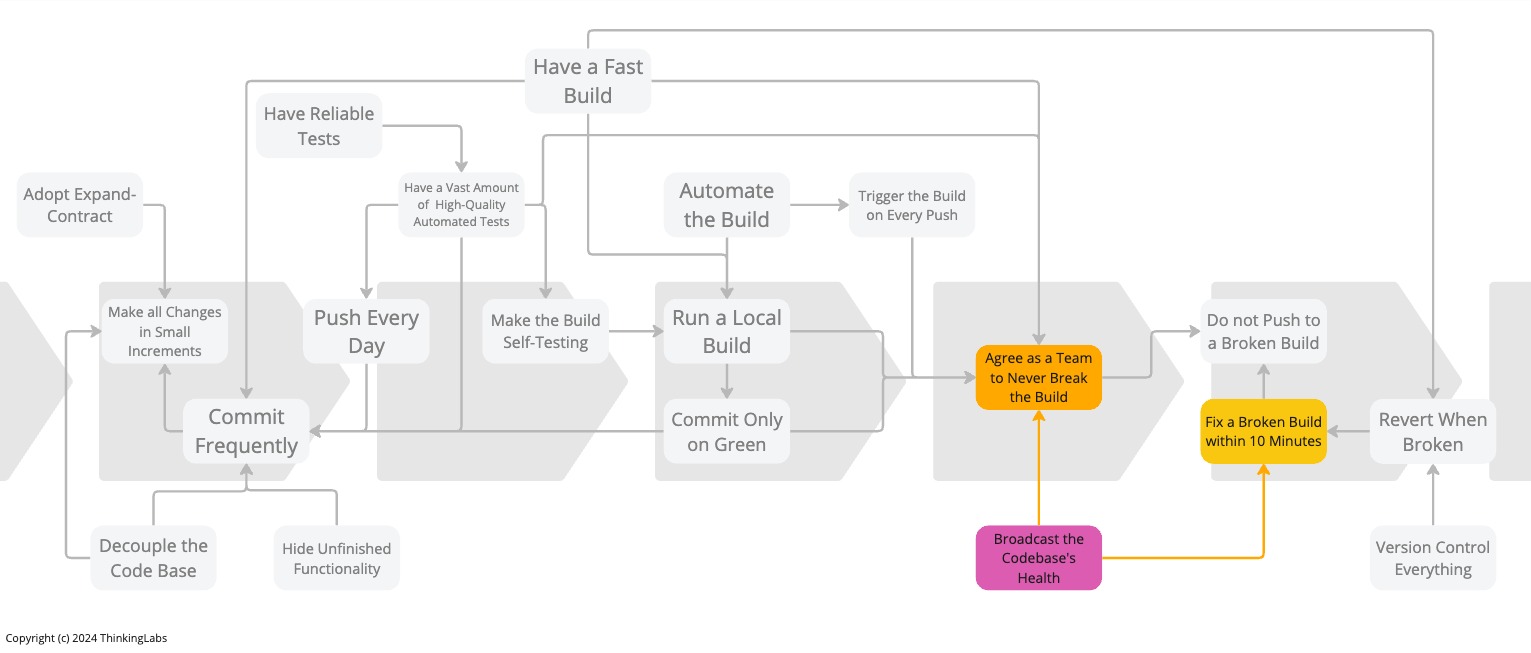 Have a Fast
Build
Have Reliable
Tests
Adopt Expand-
Contract
Have a Vast Amount
of High-Quality
Automated Tests
Automate
the Build
Trigger the Build
on Every Push
Make all Changes
in Small
Increments
Push Every
Day
Make the Build
Self-Testing
Run a Local
Build
Agree as a Team
to Never Break
the Build
Do not Push to
a Broken Build
Commit
Frequently
Commit Only
on Green
Fix a Broken Build
within 10 Minutes
Revert When
Broken
Decouple the
Code Base
Hide Unfinished
Functionality
Broadcast the
Codebase's
Health
Version Control
Everything
Copyright (c) 2024 ThinkingLabs